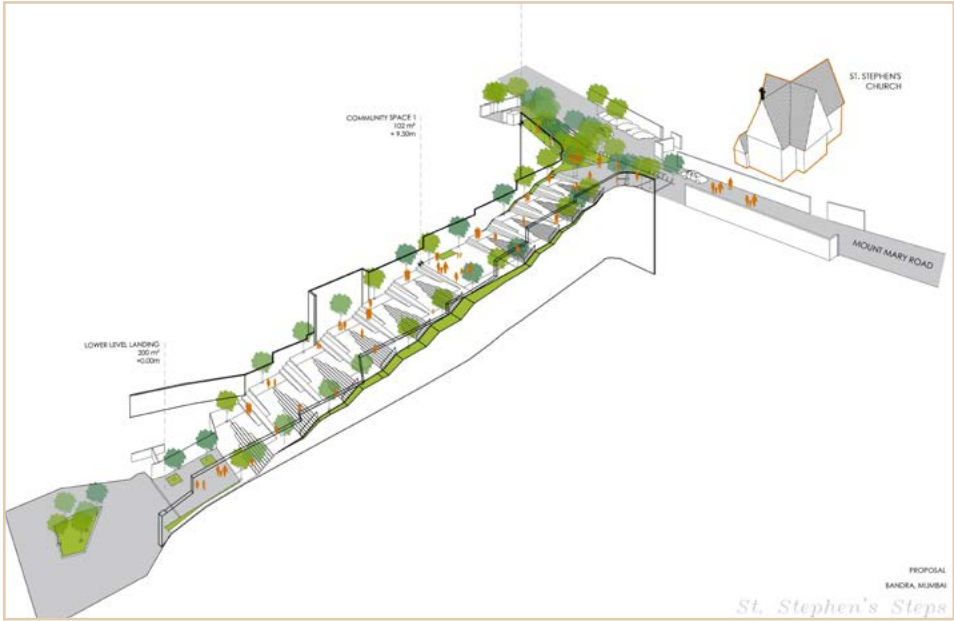 ST. STEPHEN'S
CHURCH
COMMUNITY SPACE 1
102 m²
+ 9.50m
MOUNT MARY ROAD
LOWER LEVEL LANDING
200 m²
+0.00m
PROPOSAL
BANDRA, MUMBAI
St. Stephen's Steps